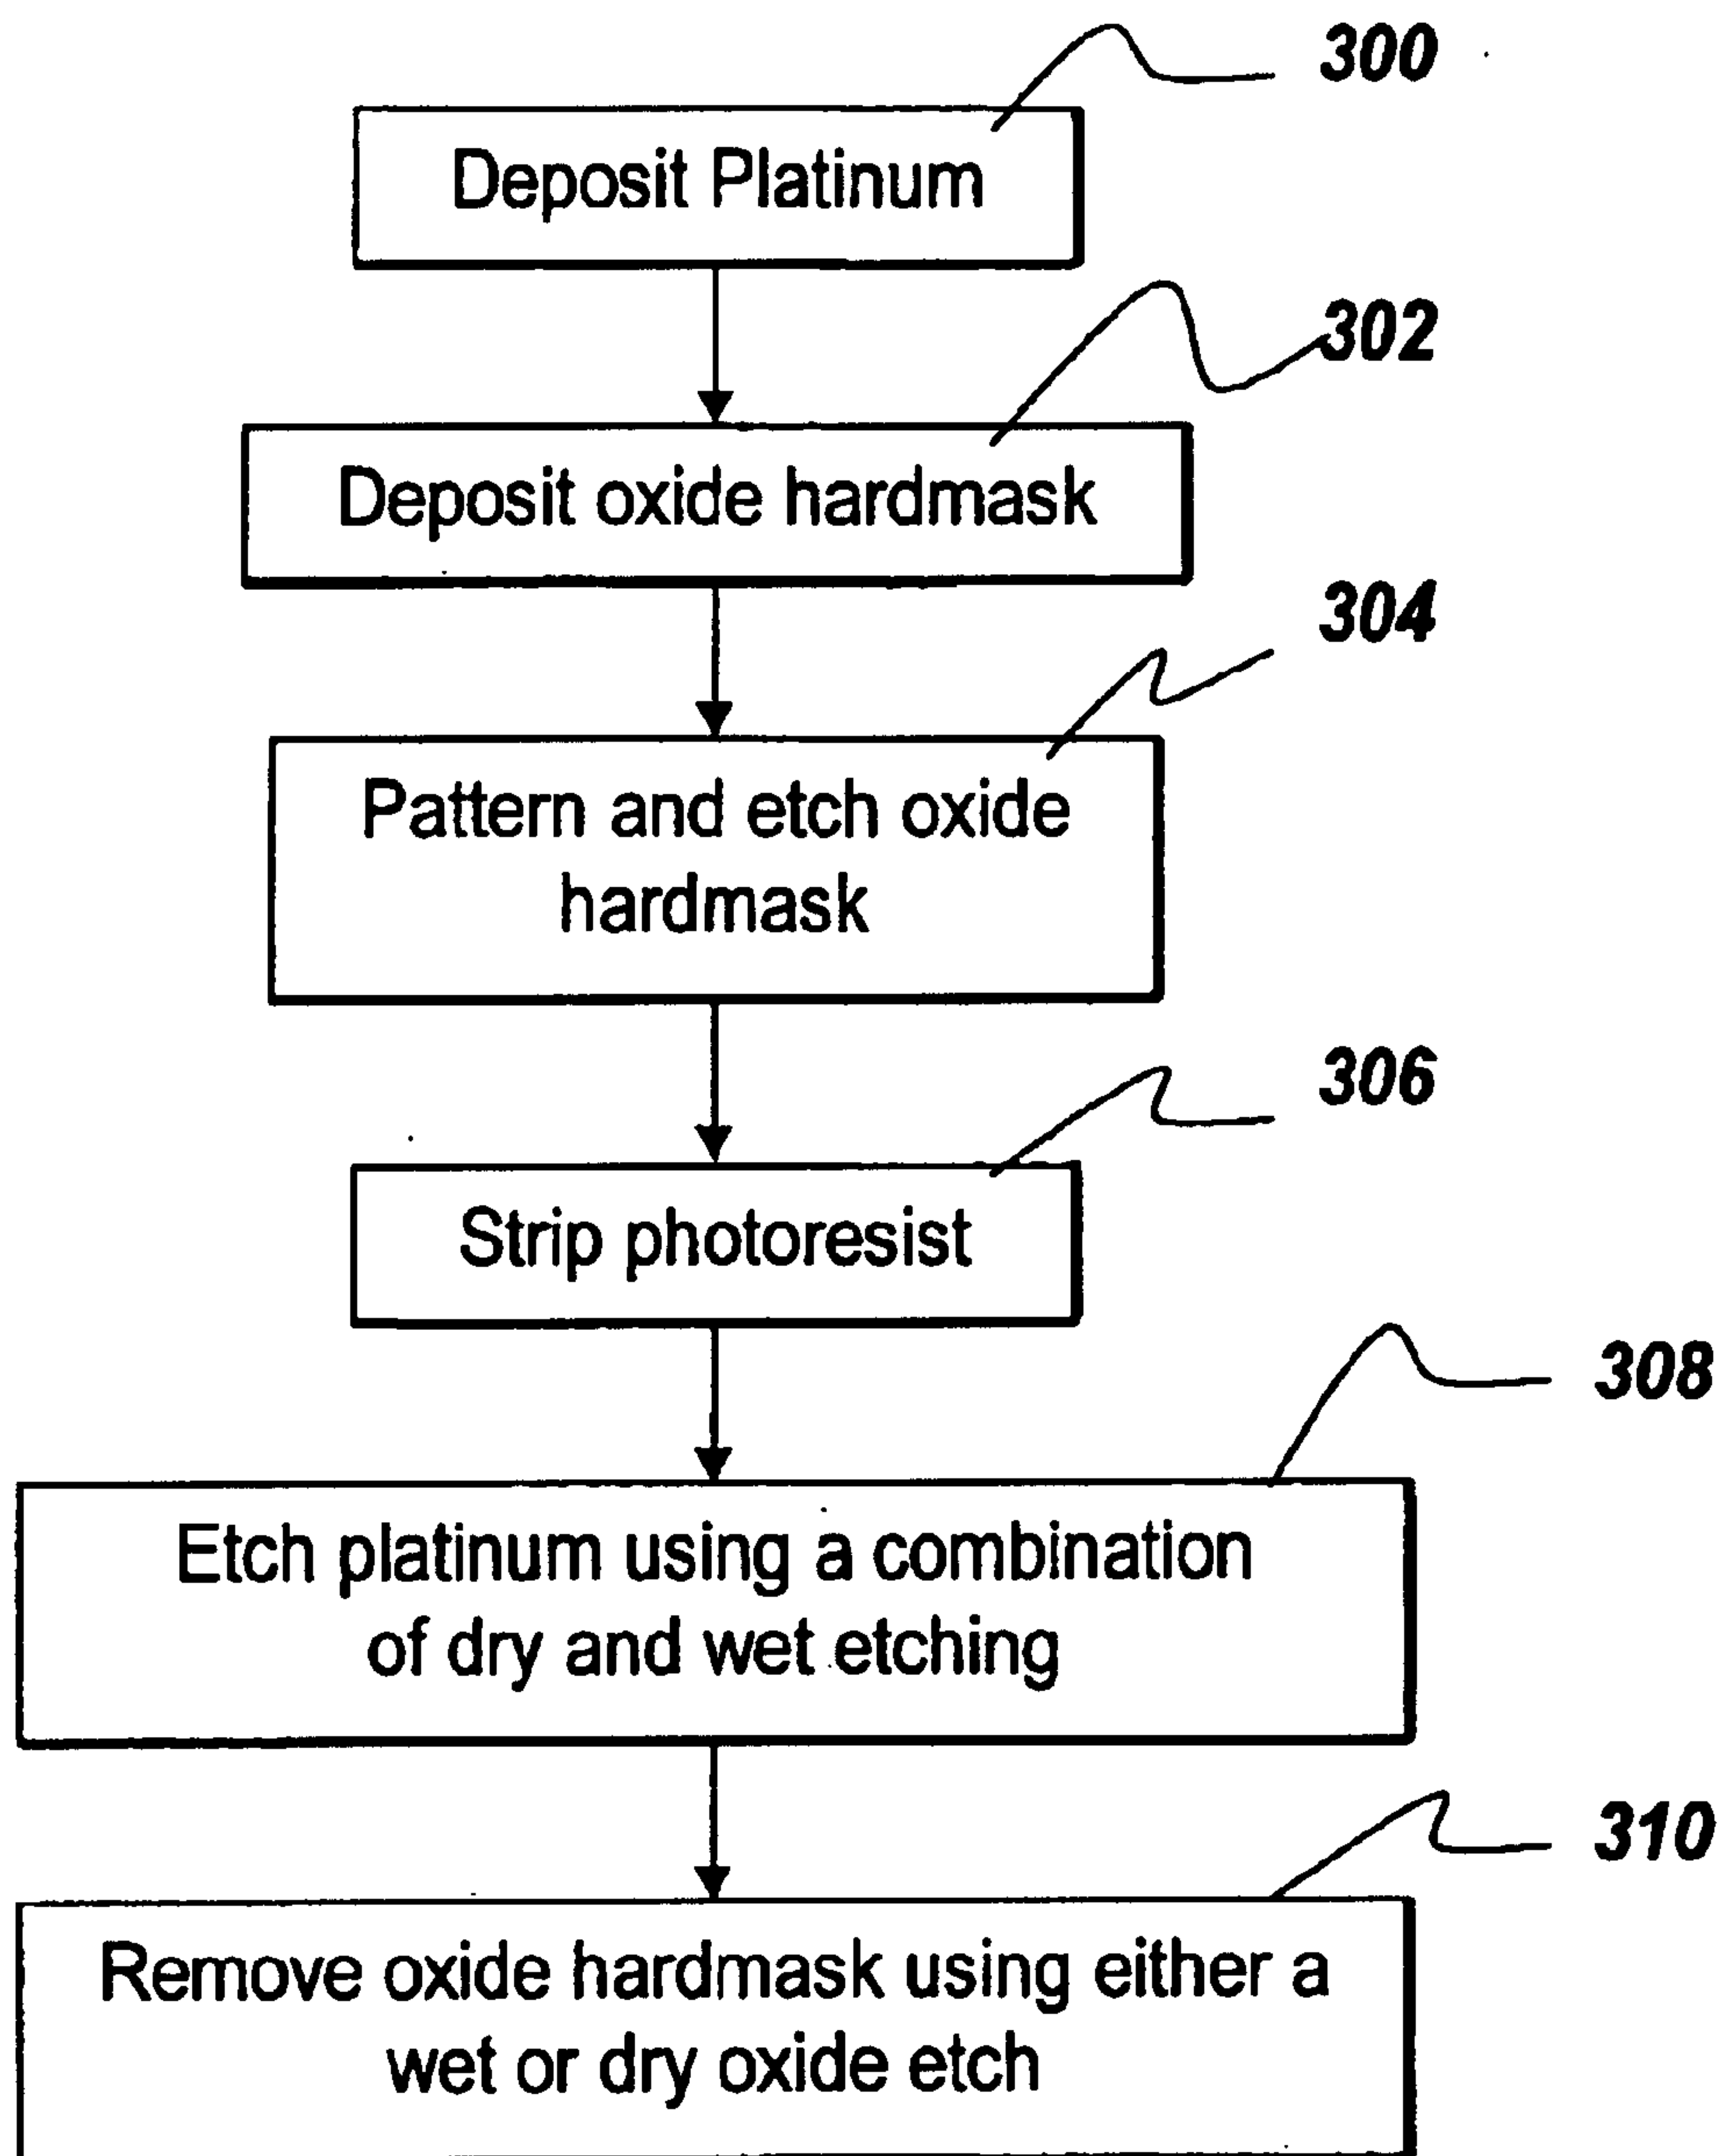 300
Deposit Platinum
302
Deposit oxide hardmask
304
Pattern and etch oxide
hardmask
306
Strip photoresist
308
Etch platinum using a combination
of dry and wet etching
310
Remove oxide hardmask using either a
wet or dry oxide etch